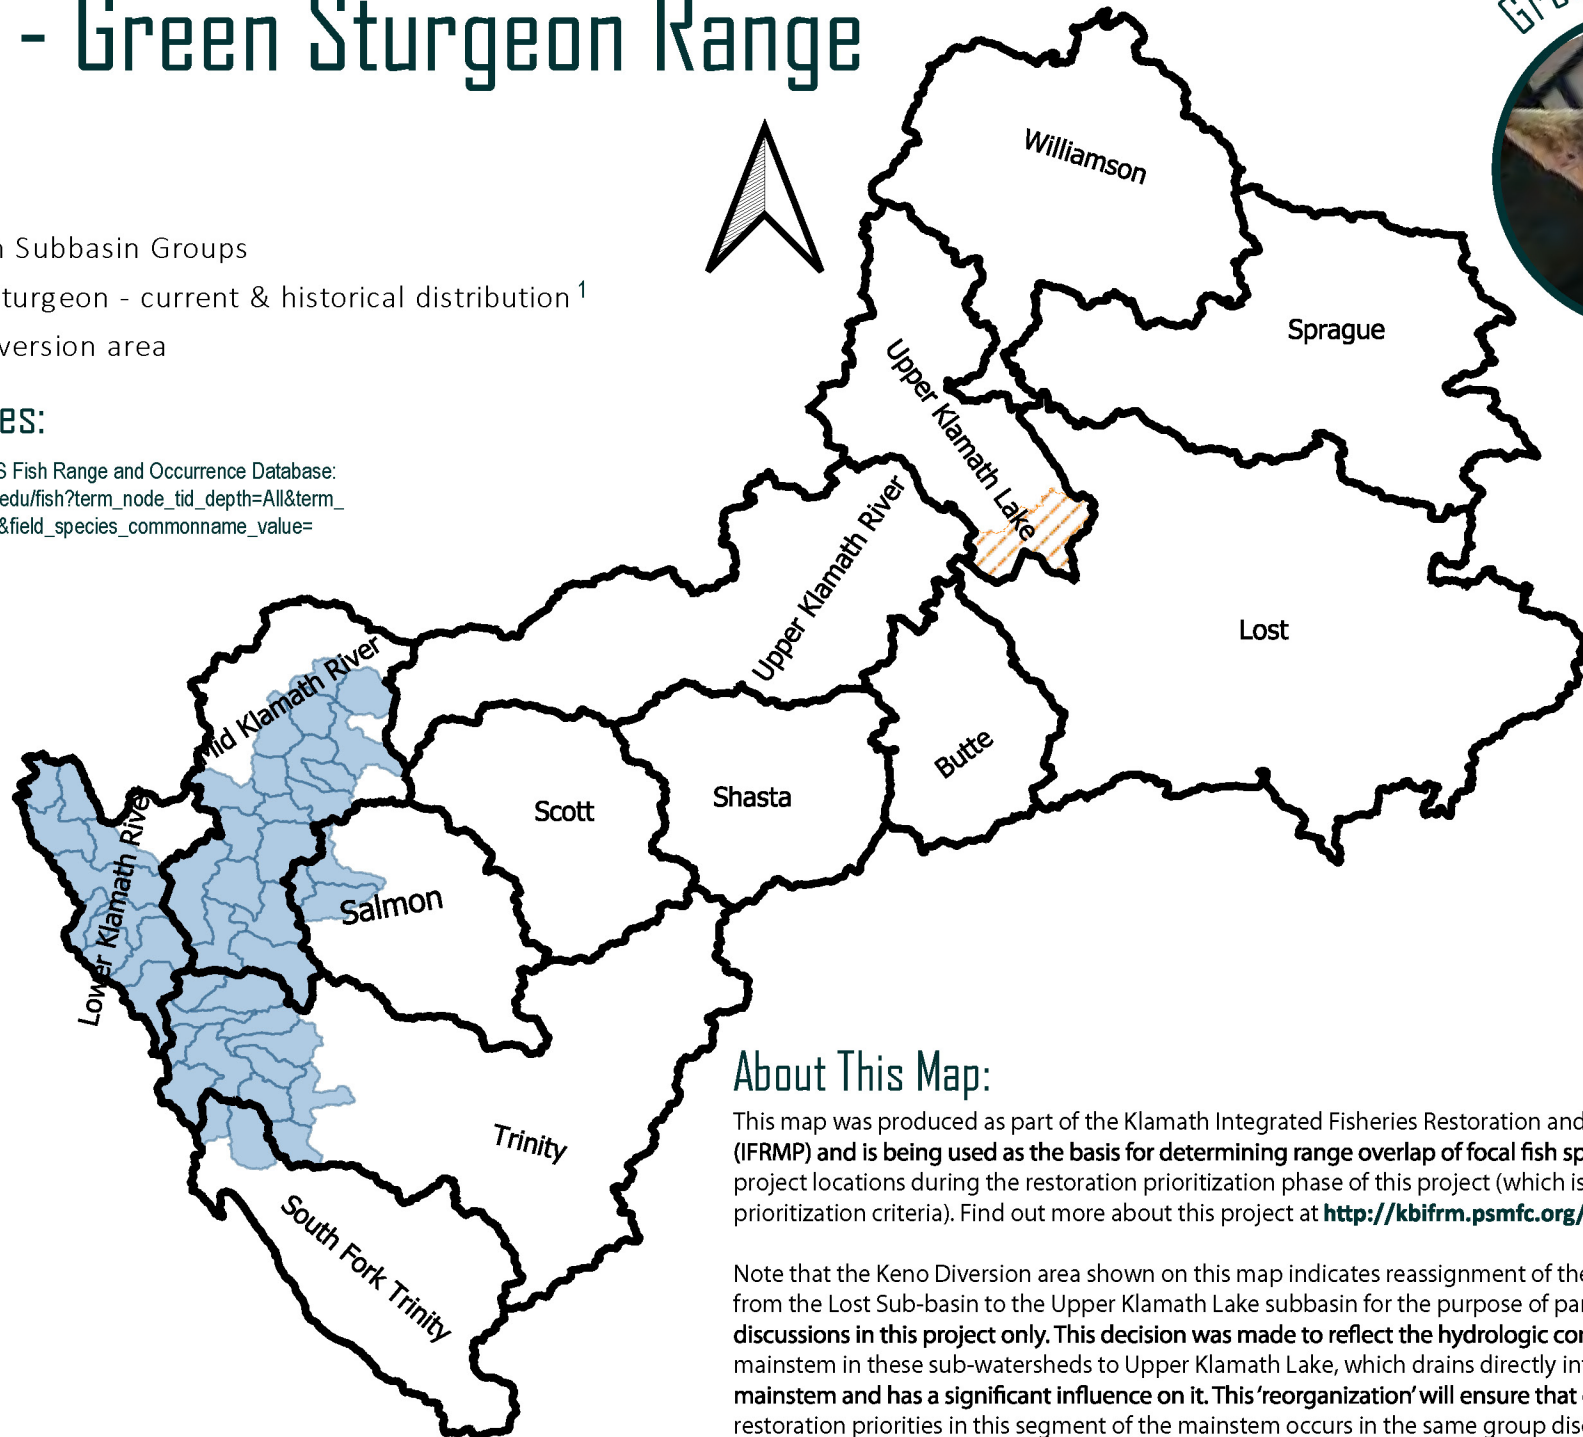 - Green Sturgeon Range
Subbasin Groups
turgeon - current & historical distribution 1
version area
es:
S Fish Range and Occurrence Database:
edu/fish?term_node_tid_depth=All&term_
&field_species_commonname_value=
Williamson
Sprague
Upper Klamath Lake
Upper Klamath River
Lost
Mid Klamath River
Butte
Shasta
Scott
Salmon
Lower Klamath River
Trinity
South Fork Trinity
About This Map:
This map was produced as part of the Klamath Integrated Fisheries Restoration and
(IFRMP) and is being used as the basis for determining range overlap of focal fish sp
project locations during the restoration prioritization phase of this project (which is
prioritization criteria). Find out more about this project at http://kbifrm.psmfc.org/
Note that the Keno Diversion area shown on this map indicates reassignment of the
from the Lost Sub-basin to the Upper Klamath Lake subbasin for the purpose of par
discussions in this project only. This decision was made to reflect the hydrologic con
mainstem in these sub-watersheds to Upper Klamath Lake, which drains directly int
mainstem and has a significant influence on it. This 'reorganization' will ensure that
restoration priorities in this segment of the mainstem occurs in the same group disc